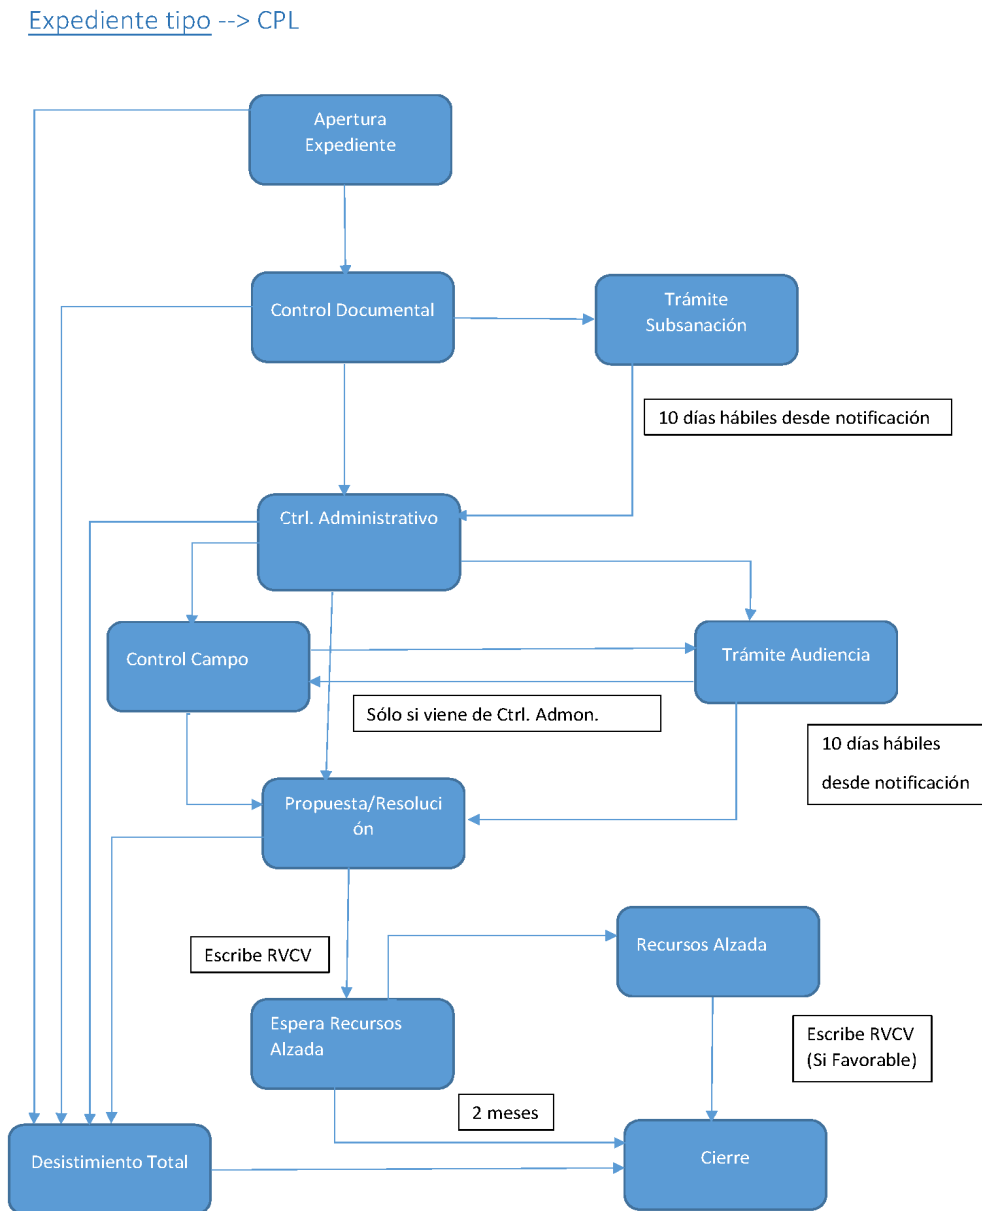 Expediente tipo --> CPL
Apertura
Expediente
Control Documental
Trámite
Subsanación
10 días hábiles desde notificación
Ctrl. Administrativo
Control Campo
Trámite Audiencia
Sólo si viene de Ctrl. Admon.
10 días hábiles
desde notificación
Propuesta/Resoluci
ón
Escribe RVCV
Recursos Alzada
Espera Recursos
Alzada
Escribe RVCV
(Si Favorable)
2 meses
Desistimiento Total
Cierre